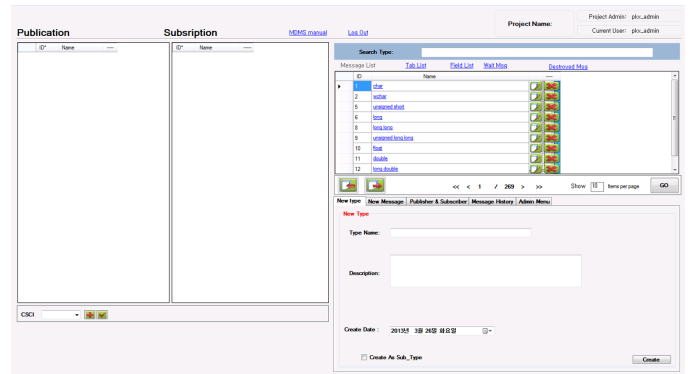 Project Admin: pkx_admin
Project Name:
Current User: pkx_admin
Publication Subsription MDMS manual Log Out
ID* Name
ID* Name
Search Type:
Message List Tab List Field List Wait Msg Destroyed Msg
ID Name
1 char
2 wchar
5 unsigned short
6 long
8 long long
9 unsigned long long
10 float
11 double
12 long double
<< < 1 / 269 > >> Show 10 Items per page GO
New type New Message Publisher & Subscriber Message History Admin Menu
New Type
Type Name:
Description:
CSCI
Create Date : 2013년 3월 26일 화요일
Create As Sub_Type
Create